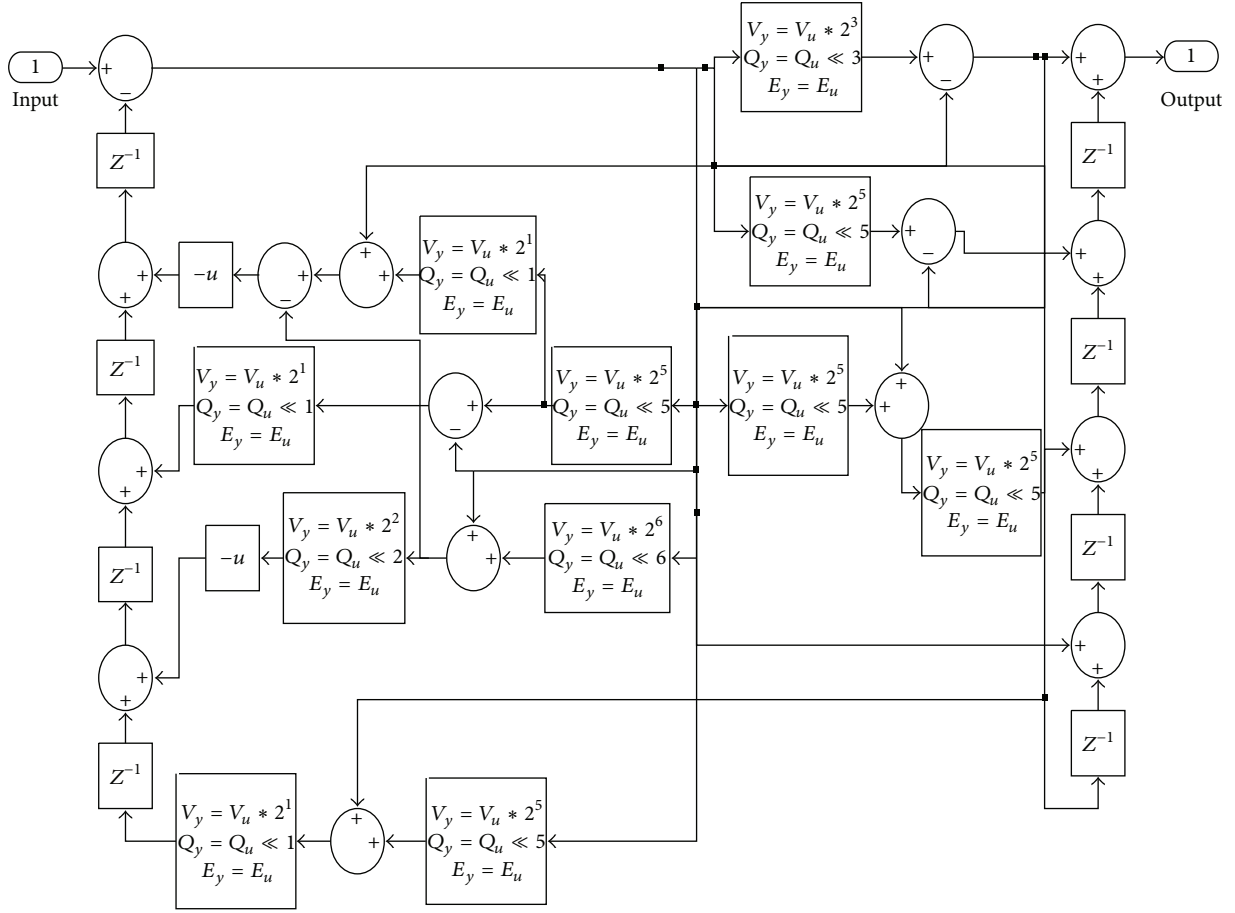 V_y = V_u * 2^3
Q_y = Q_u ≪ 3
E_y = E_u
1
Input
+
−
+
−
+
+
1
Output
Z^{−1}
Z^{−1}
V_y = V_u * 2^5
Q_y = Q_u ≪ 5
E_y = E_u
+
−
+
+
V_y = V_u * 2^1
Q_y = Q_u ≪ 1
E_y = E_u
+
+
+
−
−u
+
+
Z^{−1}
V_y = V_u * 2^1
Q_y = Q_u ≪ 1
E_y = E_u
+
−
V_y = V_u * 2^5
Q_y = Q_u ≪ 5
E_y = E_u
V_y = V_u * 2^5
Q_y = Q_u ≪ 5
E_y = E_u
+
+
Z^{−1}
+
+
+
+
V_y = V_u * 2^5
Q_y = Q_u ≪ 5
E_y = E_u
Z^{−1}
−u
V_y = V_u * 2^2
Q_y = Q_u ≪ 2
E_y = E_u
+
+
V_y = V_u * 2^6
Q_y = Q_u ≪ 6
E_y = E_u
Z^{−1}
+
+
+
+
Z^{−1}
V_y = V_u * 2^1
Q_y = Q_u ≪ 1
E_y = E_u
+
+
V_y = V_u * 2^5
Q_y = Q_u ≪ 5
E_y = E_u
Z^{−1}